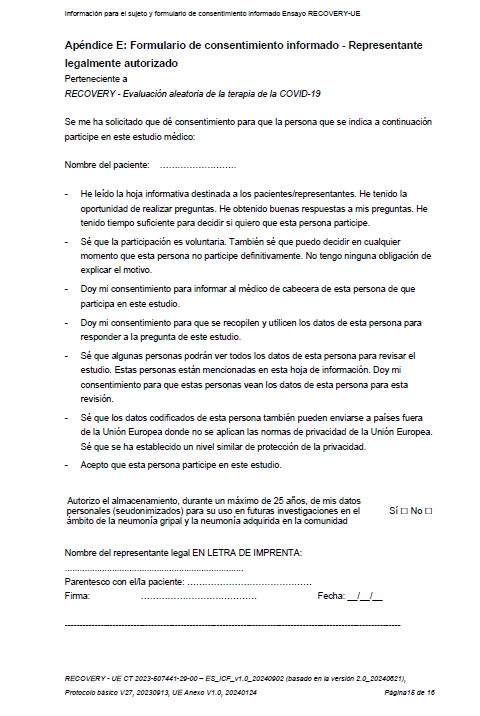 Información para el sujeto y formulario de consentimiento informado Ensayo RECOVERY-UE
Apéndice E: Formulario de consentimiento informado - Representante
legalmente autorizado
Perteneciente a
RECOVERY - Evaluación aleatoria de la terapia de la COVID-19
Se me ha solicitado que dé consentimiento para que la persona que se indica a continuación
participe en este estudio médico:
Nombre del paciente: ……………………..
- He leído la hoja informativa destinada a los pacientes/representantes. He tenido la
oportunidad de realizar preguntas. He obtenido buenas respuestas a mis preguntas. He
tenido tiempo suficiente para decidir si quiero que esta persona participe.
- Sé que la participación es voluntaria. También sé que puedo decidir en cualquier
momento que esta persona no participe definitivamente. No tengo ninguna obligación de
explicar el motivo.
- Doy mi consentimiento para informar al médico de cabecera de esta persona de que
participa en este estudio.
- Doy mi consentimiento para que se recopilen y utilicen los datos de esta persona para
responder a la pregunta de este estudio.
- Sé que algunas personas podrán ver todos los datos de esta persona para revisar el
estudio. Estas personas están mencionadas en esta hoja de información. Doy mi
consentimiento para que estas personas vean los datos de esta persona para esta
revisión.
- Sé que los datos codificados de esta persona también pueden enviarse a países fuera
de la Unión Europea donde no se aplican las normas de privacidad de la Unión Europea.
Sé que se ha establecido un nivel similar de protección de la privacidad.
- Acepto que esta persona participe en este estudio.
Autorizo el almacenamiento, durante un máximo de 25 años, de mis datos
personales (seudonimizados) para su uso en futuras investigaciones en el Sí ☐ No ☐
ámbito de la neumonía gripal y la neumonía adquirida en la comunidad
Nombre del representante legal EN LETRA DE IMPRENTA:
........................................................................
Parentesco con el/la paciente: ……………………………………
Firma: ………………………………… Fecha: __/__/__
------------------------------------------------------------------------------------------------------------------
RECOVERY - UE CT 2023-507441-29-00 – ES_ICF_v1.0_20240902 (basado en la versión 2.0_20240621),
Protocolo básico V27, 20230913, UE Anexo V1.0, 20240124 Página15 de 16